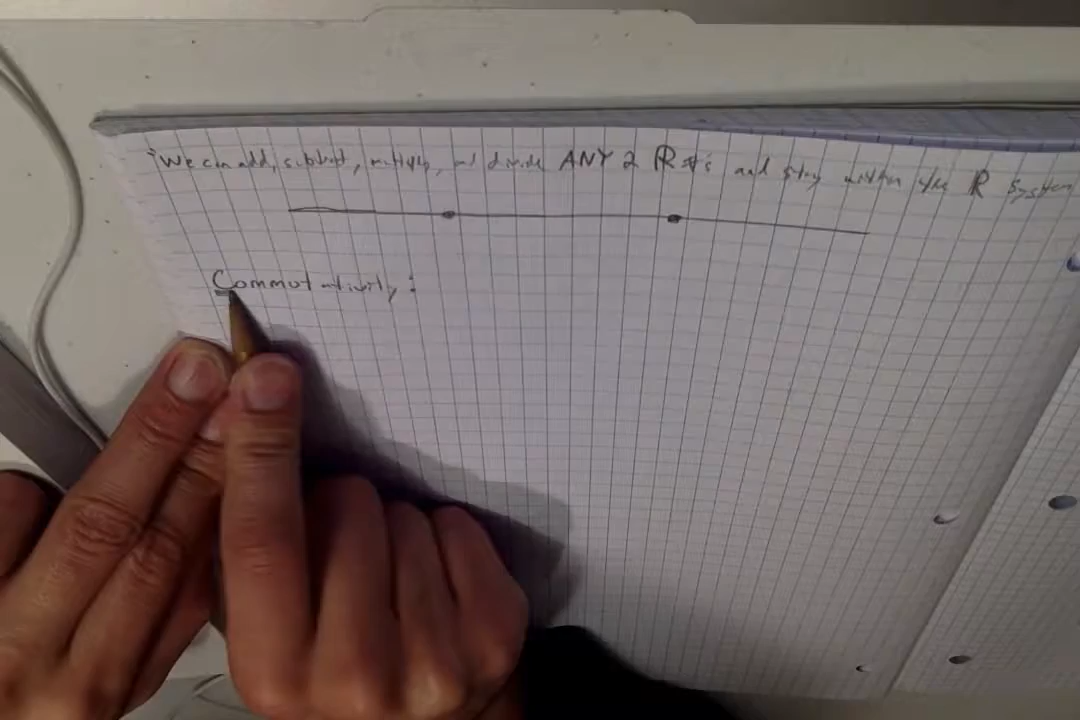 "We can add, subtract, multiply, and divide ANY 2 ℝ #'s and stay within the ℝ system
Commutativity: